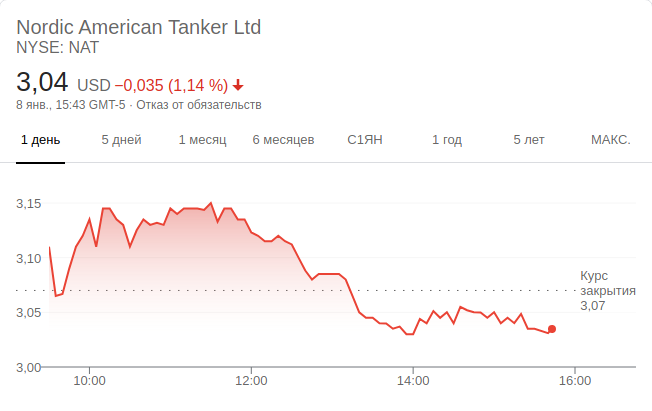 Nordic American Tanker Ltd
NYSE: NAT
3,04 USD −0,035 (1,14 %)
8 янв., 15:43 GMT-5 · Отказ от обязательств
1 день 5 дней 1 месяц 6 месяцев С1ЯН 1 год 5 лет МАКС.
3,15
3,10
Курс
закрытия
3,07
3,05
3,00
10:00 12:00 14:00 16:00